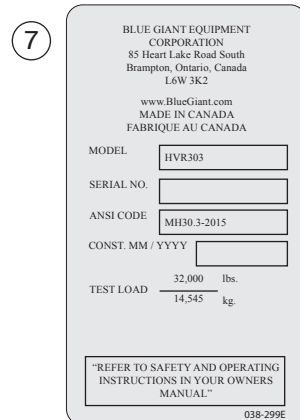 7
BLUE GIANT EQUIPMENT
CORPORATION
85 Heart Lake Road South
Brampton, Ontario, Canada
L6W 3K2
www.BlueGiant.com
MADE IN CANADA
FABRIQUE AU CANADA
MODEL HVR303
SERIAL NO.
ANSI CODE MH30.3-2015
CONST. MM / YYYY
TEST LOAD 32,000 lbs.
14,545 kg.
“REFER TO SAFETY AND OPERATING
INSTRUCTIONS IN YOUR OWNERS
MANUAL”
038-299E